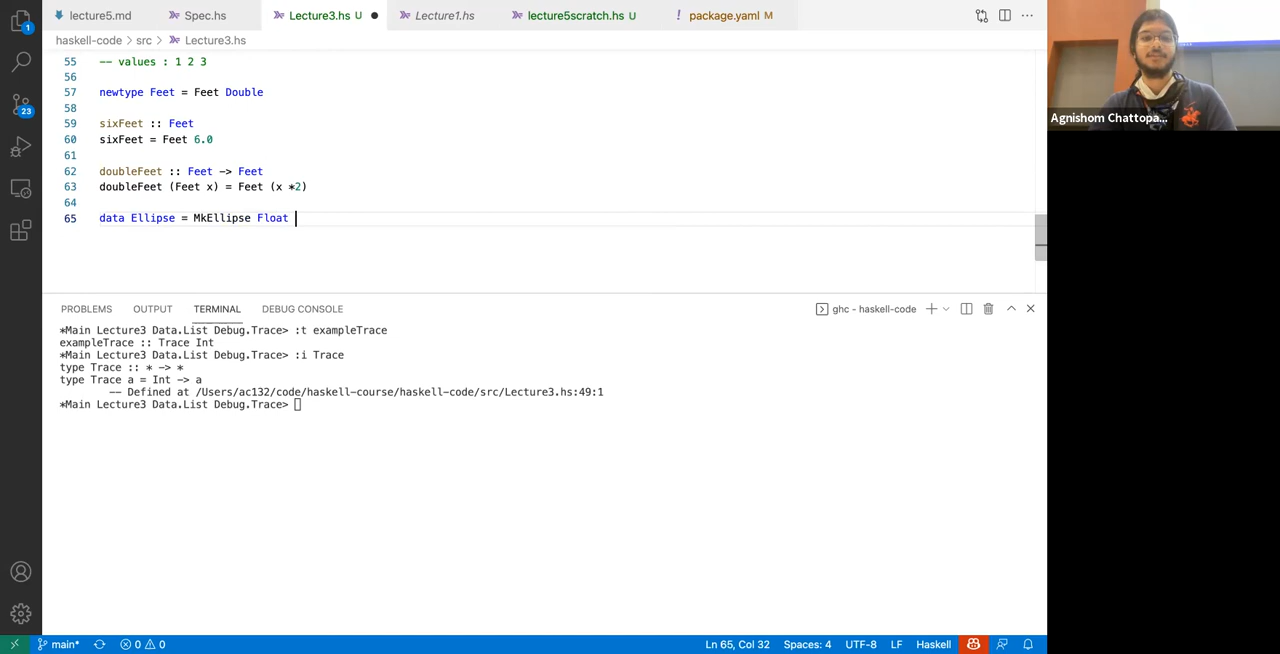 lecture5.md Spec.hs Lecture3.hs U Lecture1.hs lecture5scratch.hs U ! package.yaml M ...
1
haskell-code > src > Lecture3.hs
55 -- values : 1 2 3
56
57 newtype Feet = Feet Double
58
59 sixFeet :: Feet
60 sixFeet = Feet 6.0
61
62 doubleFeet :: Feet -> Feet
63 doubleFeet (Feet x) = Feet (x *2)
64
65 data Ellipse = MkEllipse Float
23
Agnishom Chattopa...
PROBLEMS OUTPUT TERMINAL DEBUG CONSOLE ghc - haskell-code
*Main Lecture3 Data.List Debug.Trace> :t exampleTrace
exampleTrace :: Trace Int
*Main Lecture3 Data.List Debug.Trace> :i Trace
type Trace :: * -> *
type Trace a = Int -> a
-- Defined at /Users/ac132/code/haskell-course/haskell-code/src/Lecture3.hs:49:1
*Main Lecture3 Data.List Debug.Trace>
main* 0 0 Ln 65, Col 32 Spaces: 4 UTF-8 LF Haskell